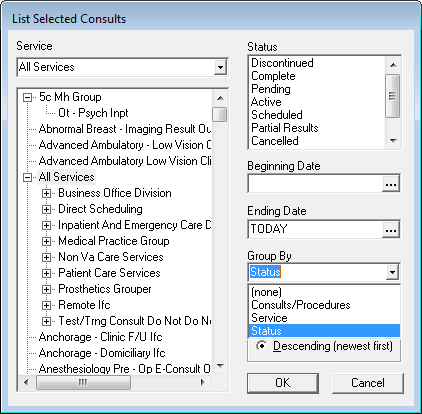 List Selected Consults
Service
All Services
5c Mh Group
Ot - Psych Inpt
Abnormal Breast - Imaging Result Ou
Advanced Ambulatory - Low Vision C
Advanced Ambulatory Low Vision Cli
All Services
Business Office Division
Direct Scheduling
Inpatient And Emergency Care D
Medical Practice Group
Non Va Care Services
Patient Care Services
Prosthetics Grouper
Remote Ifc
Test/Trng Consult Do Not Do No
Anchorage - Clinic F/U Ifc
Anchorage - Domiciliary Ifc
Anesthesiology Pre - Op E-Consult O
Status
Discontinued
Complete
Pending
Active
Scheduled
Partial Results
Cancelled
Beginning Date
...
Ending Date
TODAY
...
Group By
Status
(none)
Consults/Procedures
Service
Status
Descending (newest first)
OK
Cancel